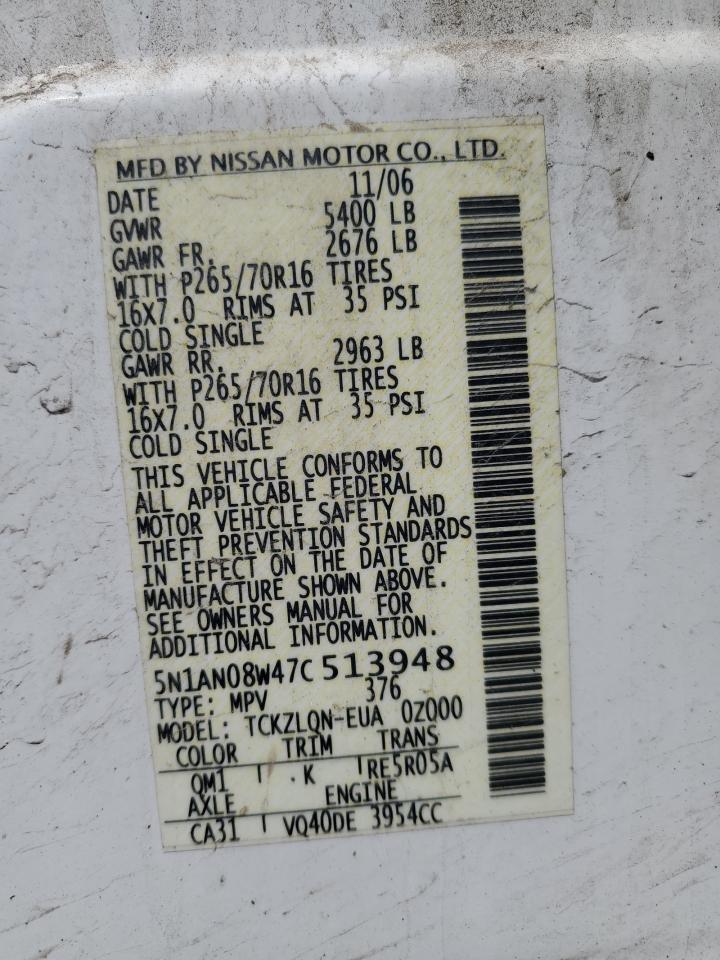 MFD BY NISSAN MOTOR CO., LTD.
DATE 11/06
GVWR 5400 LB
GAWR FR. 2676 LB
WITH P265/70R16 TIRES
16X7.0 RIMS AT 35 PSI
COLD SINGLE
GAWR RR. 2963 LB
WITH P265/70R16 TIRES
16X7.0 RIMS AT 35 PSI
COLD SINGLE
THIS VEHICLE CONFORMS TO
ALL APPLICABLE FEDERAL
MOTOR VEHICLE SAFETY AND
THEFT PREVENTION STANDARDS
IN EFFECT ON THE DATE OF
MANUFACTURE SHOWN ABOVE.
SEE OWNERS MANUAL FOR
ADDITIONAL INFORMATION.
5N1AN08W47C 513948
TYPE: MPV 376
MODEL: TCKZLQN-EUA 0Z000
COLOR TRIM TRANS
QM1 K RE5R05A
AXLE ENGINE
CA31 VQ40DE 3954CC